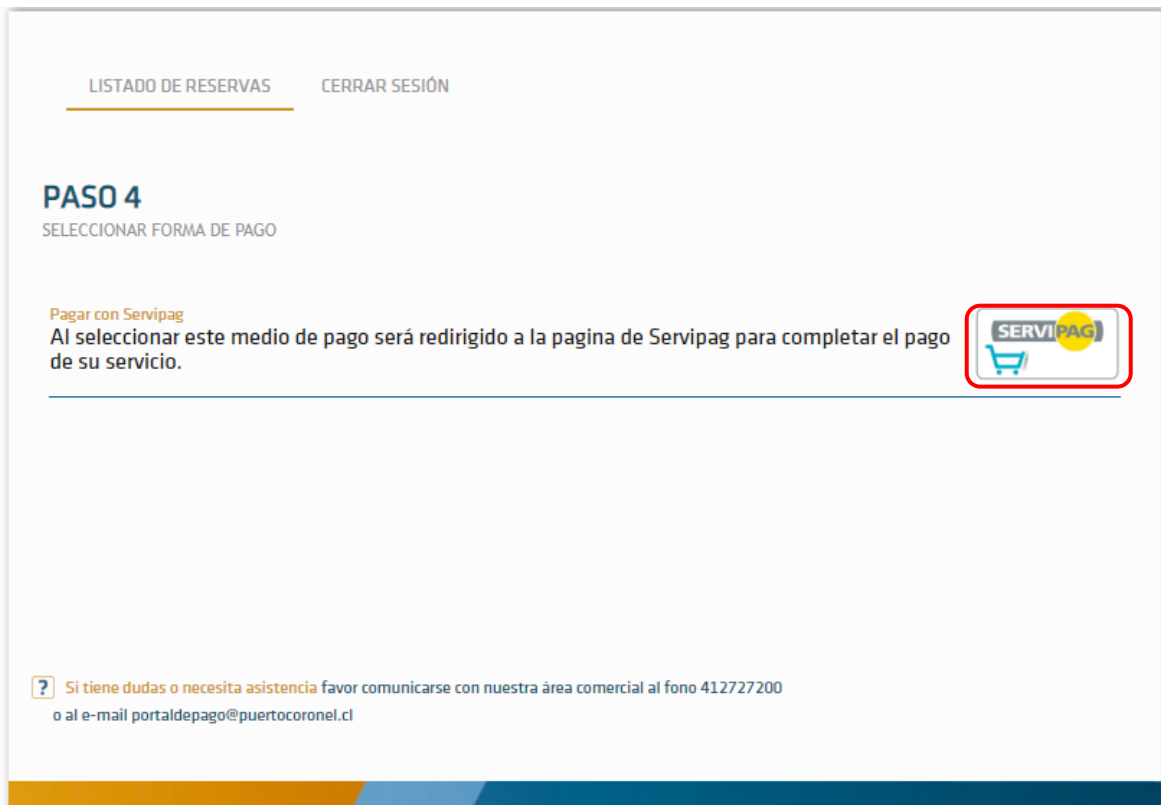 LISTADO DE RESERVAS CERRAR SESIÓN
PASO 4
SELECCIONAR FORMA DE PAGO
Pagar con Servipag
Al seleccionar este medio de pago será redirigido a la pagina de Servipag para completar el pago
de su servicio.
SERVIPAG
? Si tiene dudas o necesita asistencia favor comunicarse con nuestra área comercial al fono 412727200
o al e-mail portaldepago@puertocoronel.cl